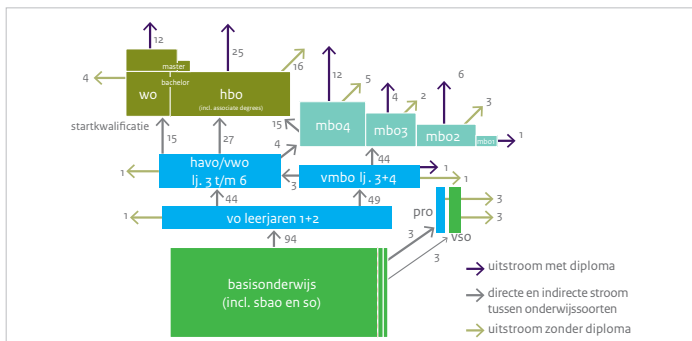 12
25
16
4
master
bachelor
wo
hbo
(incl. associate degrees)
12
5
4
2
6
3
mbo4
mbo3
mbo2
mbo1
1
startkwalificatie
15
27
15
4
44
havo/vwo
lj. 3 t/m 6
1
3
vmbo lj. 3+4
1
1
44
49
1
vo leerjaren 1+2
pro
vso
3
3
94
3
3
basisonderwijs
(incl. sbao en so)
uitstroom met diploma
directe en indirecte stroom
tussen onderwijssoorten
uitstroom zonder diploma